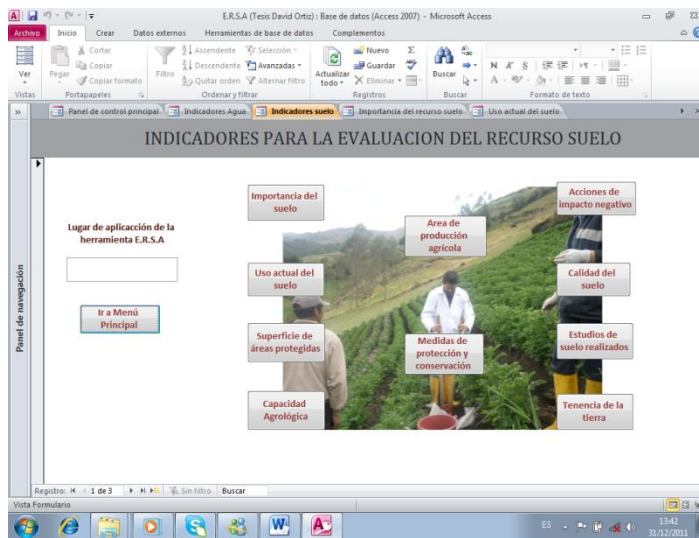 E.R.S.A (Tesis David Ortiz) : Base de datos (Access 2007) - Microsoft Access
Archivo Inicio Crear Datos externos Herramientas de base de datos Complementos
Ver
Vistas
Pegar
Cortar
Copiar
Copiar formato
Portapapeles
Filtro
Ascendente
Descendente
Quitar orden
Selección
Avanzadas
Alternar filtro
Ordenar y filtrar
Actualizar todo
Nuevo
Guardar
Eliminar
Registros
Buscar
Buscar
N K S
A
Formato de texto
Panel de control principal Indicadores Agua Indicadores suelo Importancia del recurso suelo Uso actual del suelo
INDICADORES PARA LA EVALUACION DEL RECURSO SUELO
Panel de navegación
Lugar de aplicacción de la
herramienta E.R.S.A
Ir a Menú
Principal
Importancia del
suelo
Uso actual del
suelo
Superficie de
áreas protegidas
Capacidad
Agrológica
Area de
producción
agrícola
Medidas de
protección y
conservación
Acciones de
impacto negativo
Calidad del
suelo
Estudios de
suelo realizados
Tenencia de la
tierra
Registro: 1 de 3 Sin filtro Buscar
Vista Formulario
ES
13:42
31/12/2011